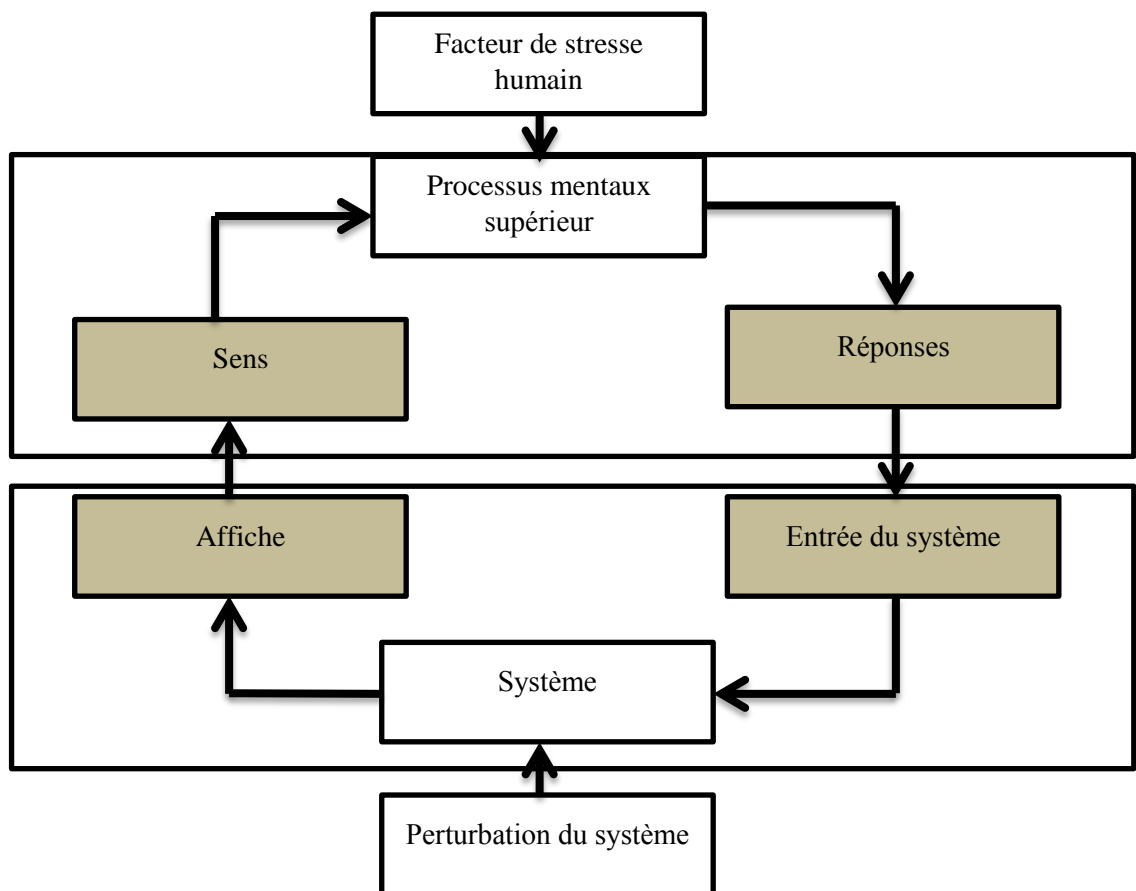 Facteur de stresse
humain
Processus mentaux
supérieur
Sens
Réponses
Affiche
Entrée du système
Système
Perturbation du système